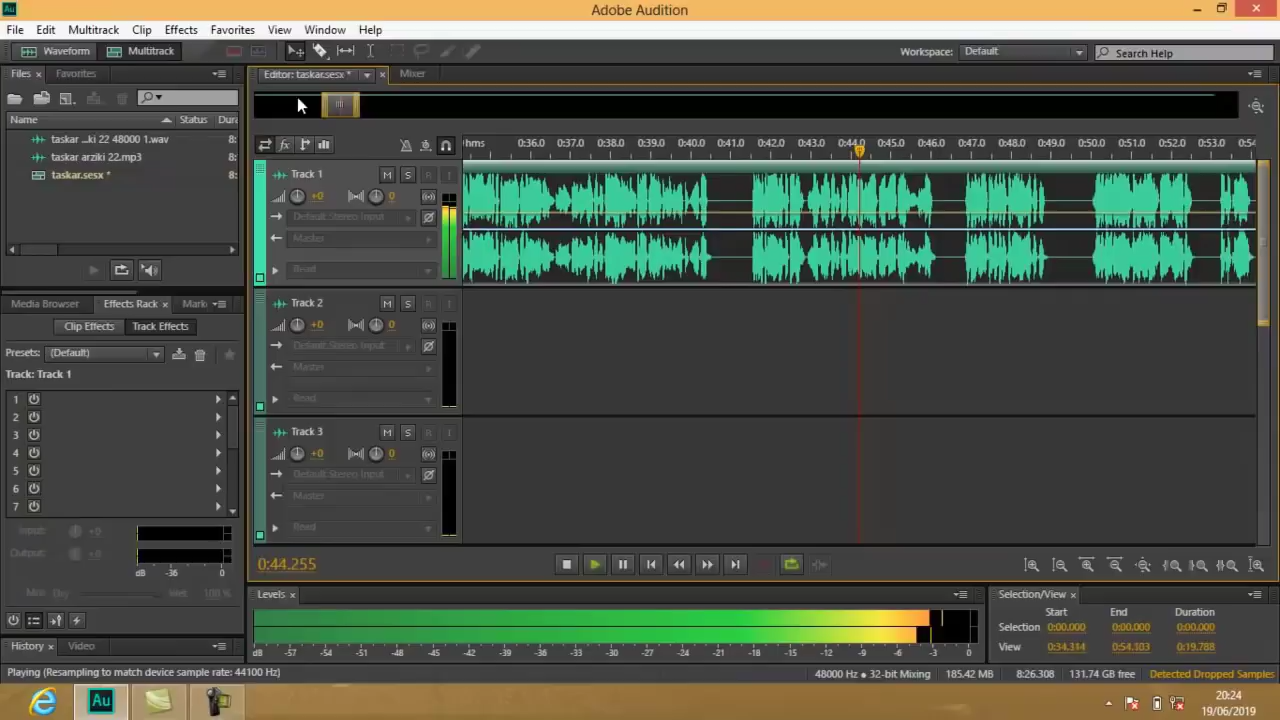 Au Adobe Audition
File Edit Multitrack Clip Effects Favorites View Window Help
Waveform Multitrack Workspace: Default Search Help
Files × Favorites Editor: taskar.sesx * × Mixer
Name Status Dura
taskar ...ki 22 48000 1.wav 8:
taskar arziki 22.mp3 8:
taskar.sesx * 8:
hms 0:36.0 0:37.0 0:38.0 0:39.0 0:40.0 0:41.0 0:42.0 0:43.0 0:44.0 0:45.0 0:46.0 0:47.0 0:48.0 0:49.0 0:50.0 0:51.0 0:52.0 0:53.0 0:54
fx
Track 1 M S R I
+0 0
Default Stereo Input
Master
Read
Track 2 M S R I
+0 0
Default Stereo Input
Master
Read
Track 3 M S R I
+0 0
Default Stereo Input
Master
Read
Media Browser Effects Rack × Mark
Clip Effects Track Effects
Presets: (Default)
Track: Track 1
1
2
3
4
5
6
7
Input: +0
Output: +0
dB -36 0
Mix: Dry Wet 100 %
History × Video
0:44.255
Levels ×
dB -57 -54 -51 -48 -45 -42 -39 -36 -33 -30 -27 -24 -21 -18 -15 -12 -9 -6 -3 0
Selection/View ×
Start End Duration
Selection 0:00.000 0:00.000 0:00.000
View 0:34.314 0:54.103 0:19.788
Playing (Resampling to match device sample rate: 44100 Hz) 48000 Hz ● 32-bit Mixing 185.42 MB 8:26.308 131.74 GB free Detected Dropped Samples
Au
20:24
19/06/2019